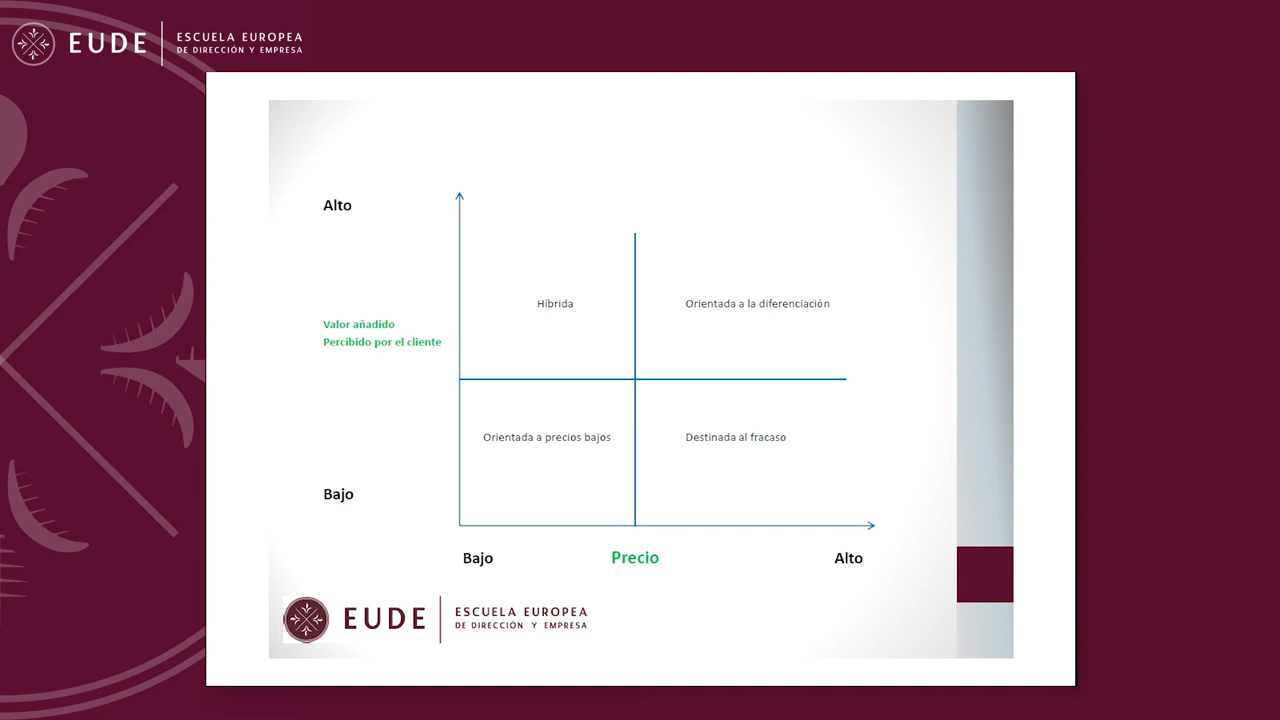 EUDE
ESCUELA EUROPEA
DE DIRECCIÓN Y EMPRESA
Alto
Híbrida
Orientada a la diferenciación
Valor añadido
Percibido por el cliente
Orientada a precios bajos
Destinada al fracaso
Bajo
Bajo
Precio
Alto
EUDE
ESCUELA EUROPEA
DE DIRECCIÓN Y EMPRESA